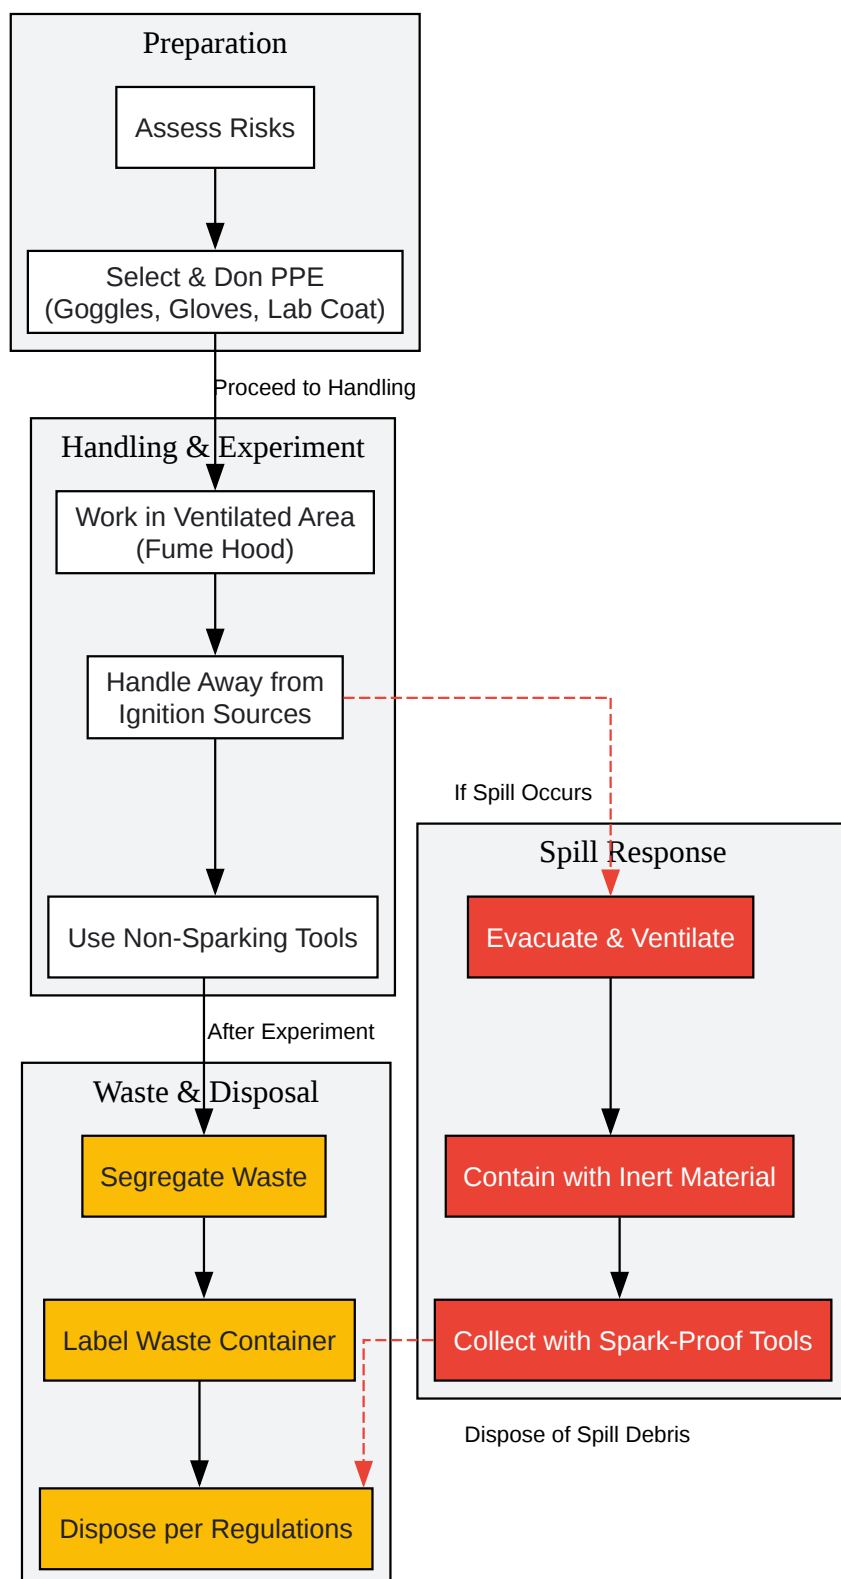 Preparation
Assess Risks
Select & Don PPE
(Goggles, Gloves, Lab Coat)
Proceed to Handling
Handling & Experiment
Work in Ventilated Area
(Fume Hood)
Handle Away from
Ignition Sources
If Spill Occurs
Spill Response
Use Non-Sparking Tools
Evacuate & Ventilate
After Experiment
Waste & Disposal
Segregate Waste
Contain with Inert Material
Label Waste Container
Collect with Spark-Proof Tools
Dispose of Spill Debris
Dispose per Regulations